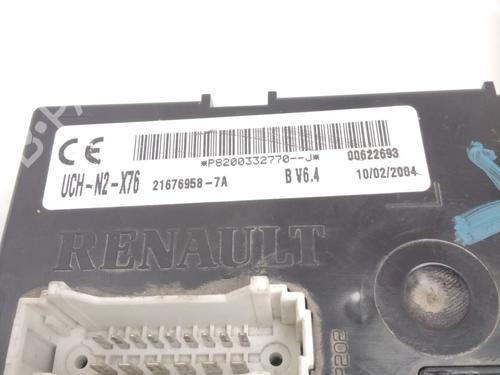 CE
*P8200332770--J* 00622693
UCH-N2-X76 21676958-7A B V6.4 10/02/2004
RENAULT